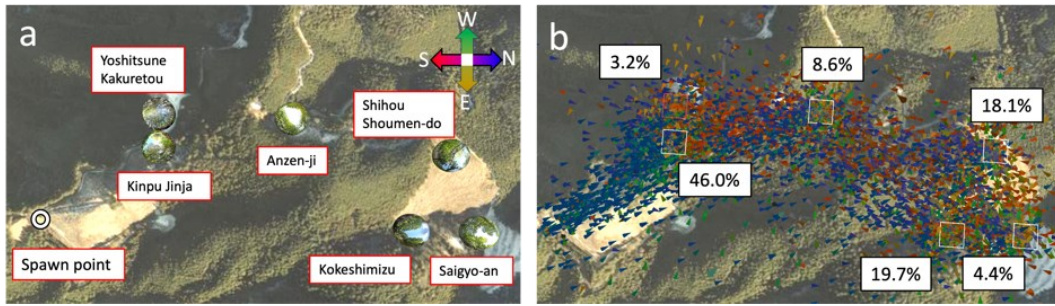 a
Yoshitsune
Kakuretou
W
S
N
E
Shihou
Shoumen-do
Anzen-ji
Kinpu Jinja
Spawn point
Kokeshimizu
Saigyo-an
b
3.2%
8.6%
18.1%
46.0%
19.7%
4.4%